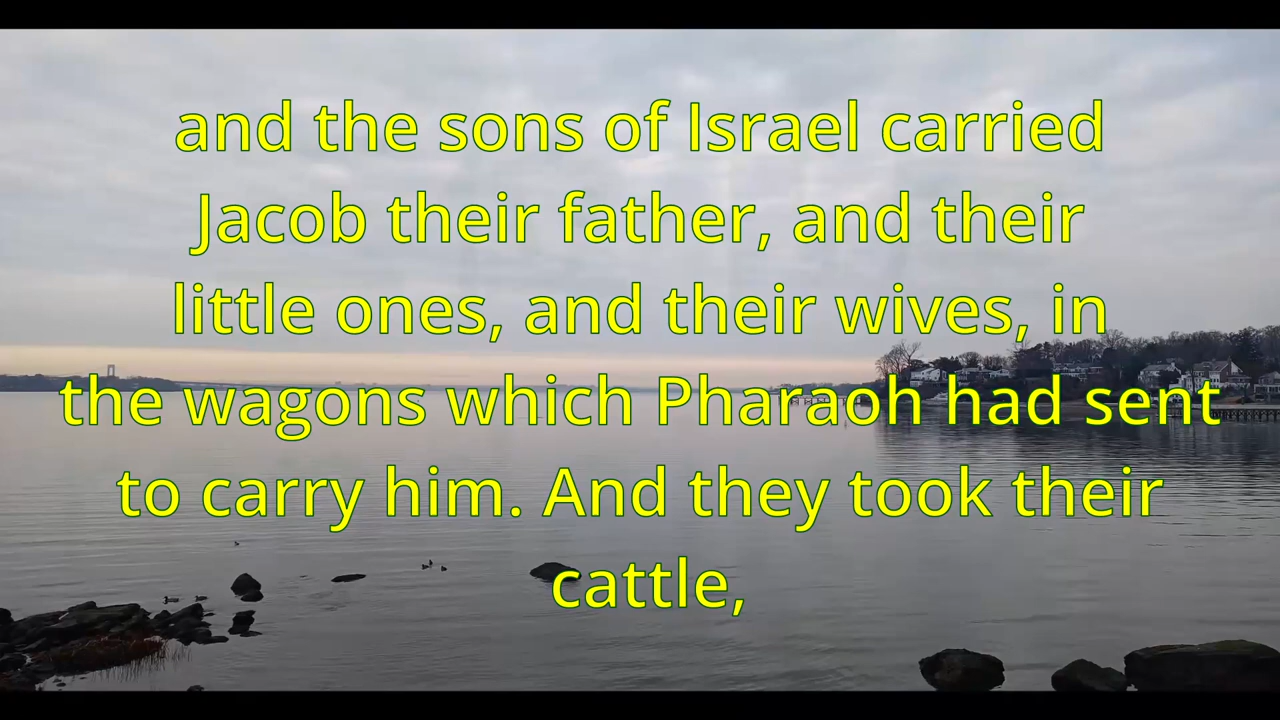 and the sons of Israel carried
Jacob their father, and their
little ones, and their wives, in
the wagons which Pharaoh had sent
to carry him. And they took their
cattle,